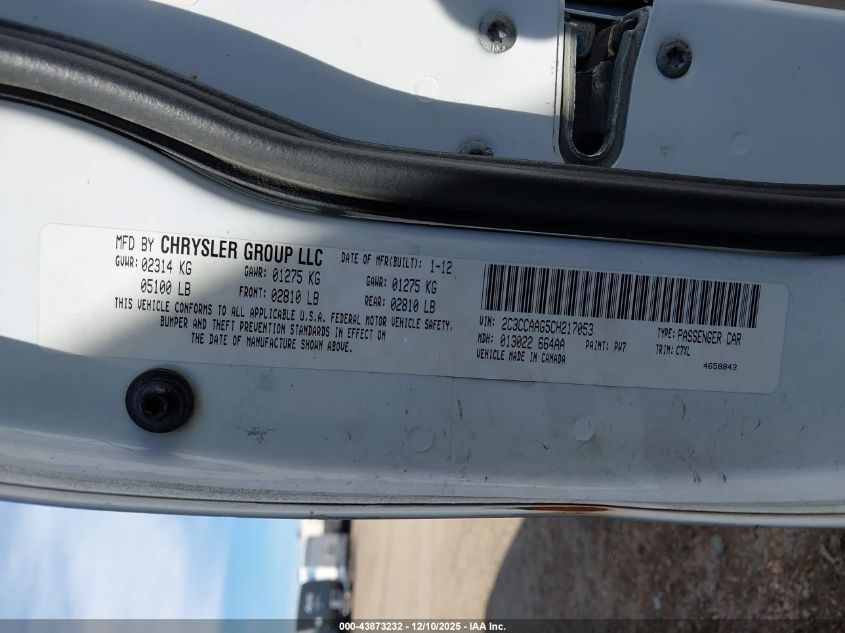 MFD BY CHRYSLER GROUP LLC
DATE OF MFR(BUILT): 1-12
GVWR: 02314 KG GAWR: 01275 KG GAWR: 01275 KG
05100 LB FRONT: 02810 LB REAR: 02810 LB
THIS VEHICLE CONFORMS TO ALL APPLICABLE U.S.A. FEDERAL MOTOR VEHICLE SAFETY,
BUMPER AND THEFT PREVENTION STANDARDS IN EFFECT ON
THE DATE OF MANUFACTURE SHOWN ABOVE.
VIN: 2C3CCAAG5CH217053 TYPE: PASSENGER CAR
MDH: 013022 664AA PAINT: PW7 TRIM: C7XL
VEHICLE MADE IN CANADA
4658843
000-43873232 - 12/10/2025 - IAA Inc.